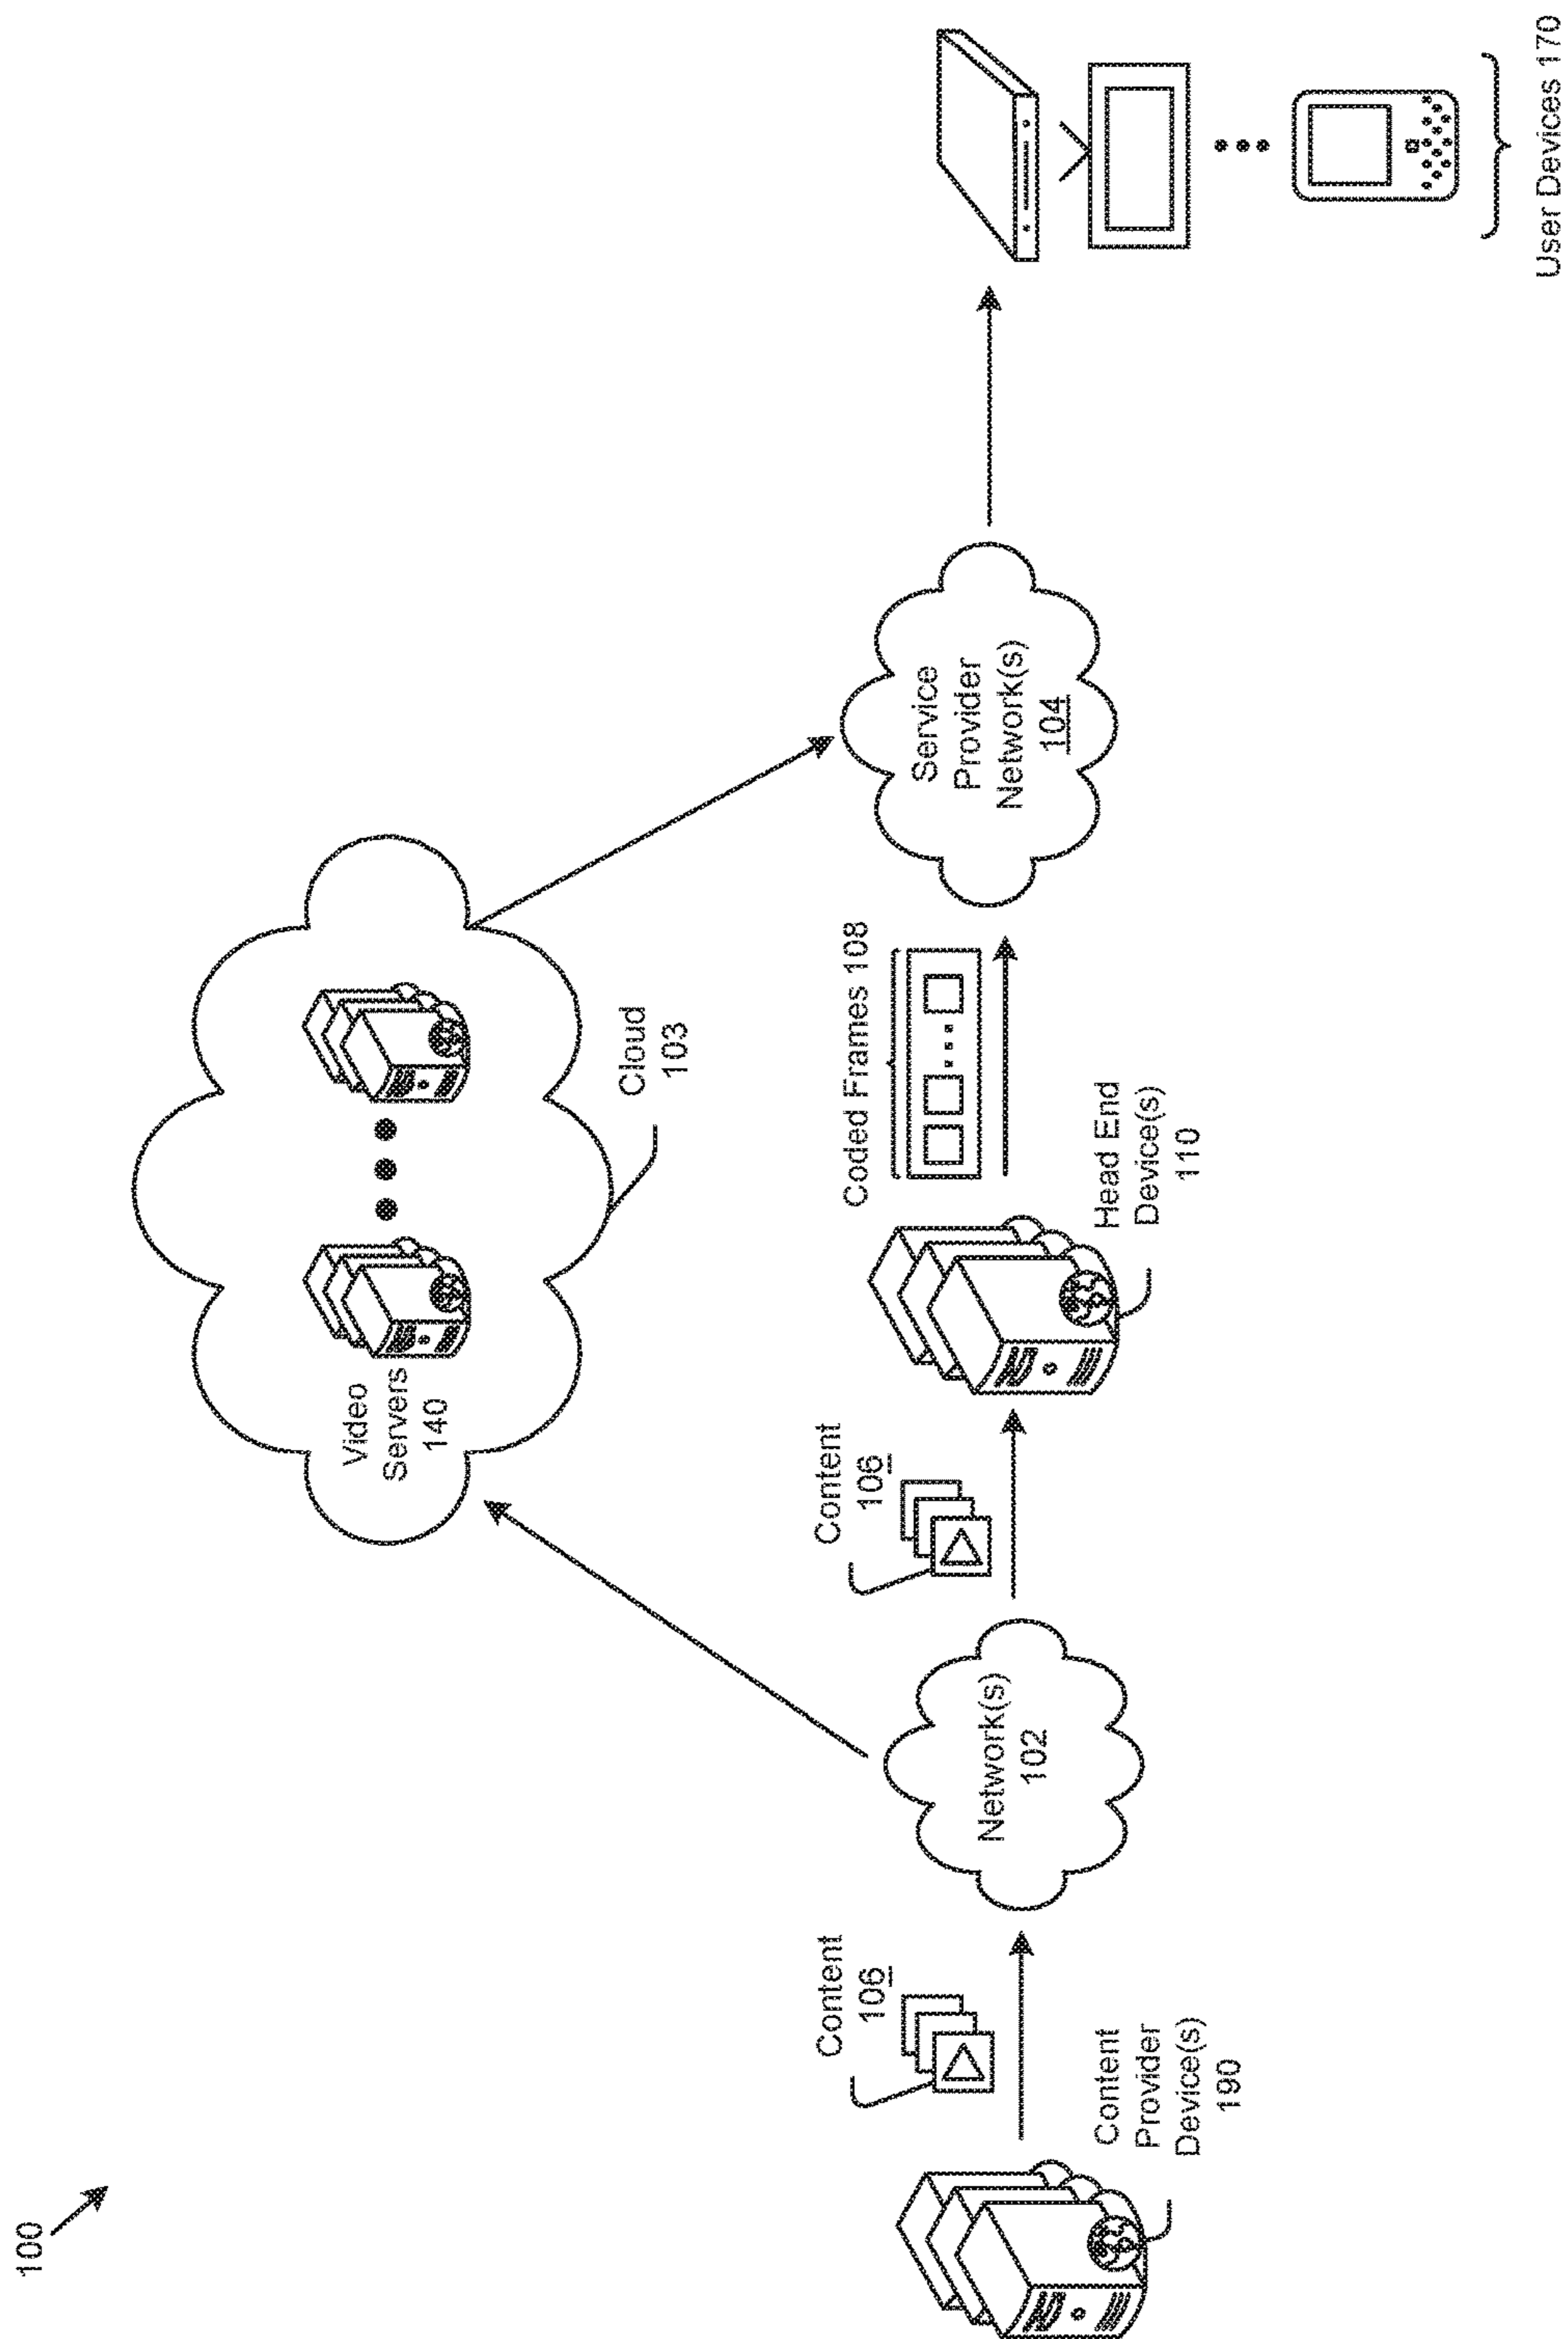 100
Video
Servers
140
Cloud
103
Content
106
Content
106
Coded Frames 108
Service
Provider
Network(s)
104
Network(s)
102
Content
Provider
Device(s)
190
Head End
Device(s)
110
User Devices 170